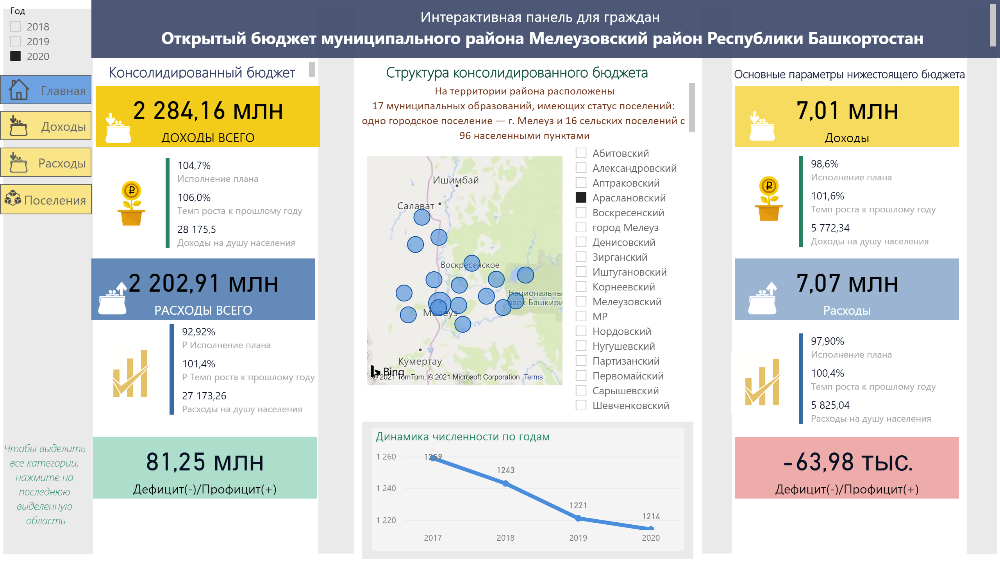 Год
2018
2019
2020
Интерактивная панель для граждан
Открытый бюджет муниципального района Мелеузовский район Республики Башкортостан
Главная
Доходы
Расходы
Поселения
Чтобы выделить
все категории,
нажмите на
последнюю
выделенную
область
Консолидированный бюджет
2 284,16 млн
ДОХОДЫ ВСЕГО
104,7%
Исполнение плана
106,0%
Темп роста к прошлому году
28 175,5
Доходы на душу населения
2 202,91 млн
РАСХОДЫ ВСЕГО
92,92%
Р Исполнение плана
101,4%
Р Темп роста к прошлому году
27 173,26
Расходы на душу населения
81,25 млн
Дефицит(-)/Профицит(+)
Структура консолидированного бюджета
На территории района расположены
17 муниципальных образований, имеющих статус поселений:
одно городское поселение — г. Мелеуз и 16 сельских поселений с
96 населенными пунктами
Ишимбай
Салават
Воскресенское
Национальны
парк Башкири
Мелеуз
Кумертау
Bing
© 2021 TomTom, © 2021 Microsoft Corporation Terms
Абитовский
Александровский
Аптраковский
Араслановский
Воскресенский
город Мелеуз
Денисовский
Зирганский
Иштугановский
Корнеевский
Мелеузовский
МР
Нордовский
Нугушевский
Партизанский
Первомайский
Сарышевский
Шевченковский
Динамика численности по годам
1 260
1 240
1 220
1259
1243
1221
1214
2017
2018
2019
2020
Основные параметры нижестоящего бюджета
7,01 млн
Доходы
98,6%
Исполнение плана
101,6%
Темп роста к прошлому году
5 772,34
Доходы на душу населения
7,07 млн
Расходы
97,90%
Исполнение плана
100,4%
Темп роста к прошлому году
5 825,04
Расходы на душу населения
-63,98 тыс.
Дефицит(-)/Профицит(+)